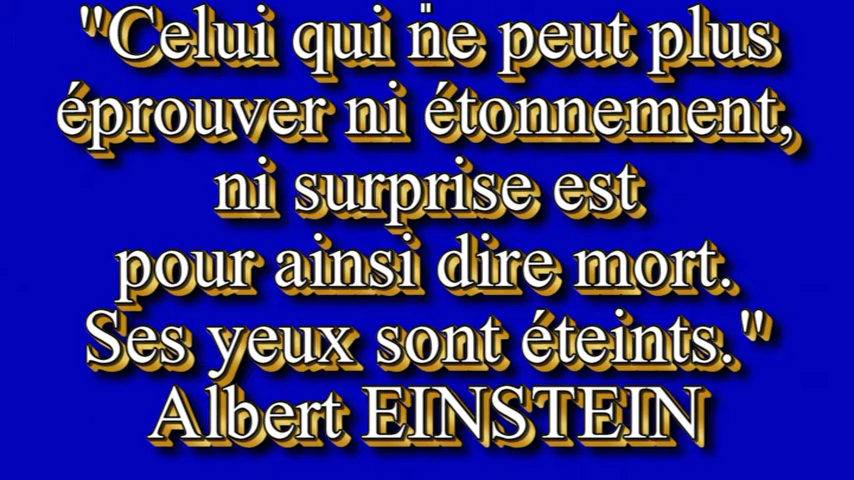 "Celui qui ne peut plus
éprouver ni étonnement,
ni surprise est
pour ainsi dire mort.
Ses yeux sont éteints."
Albert EINSTEIN